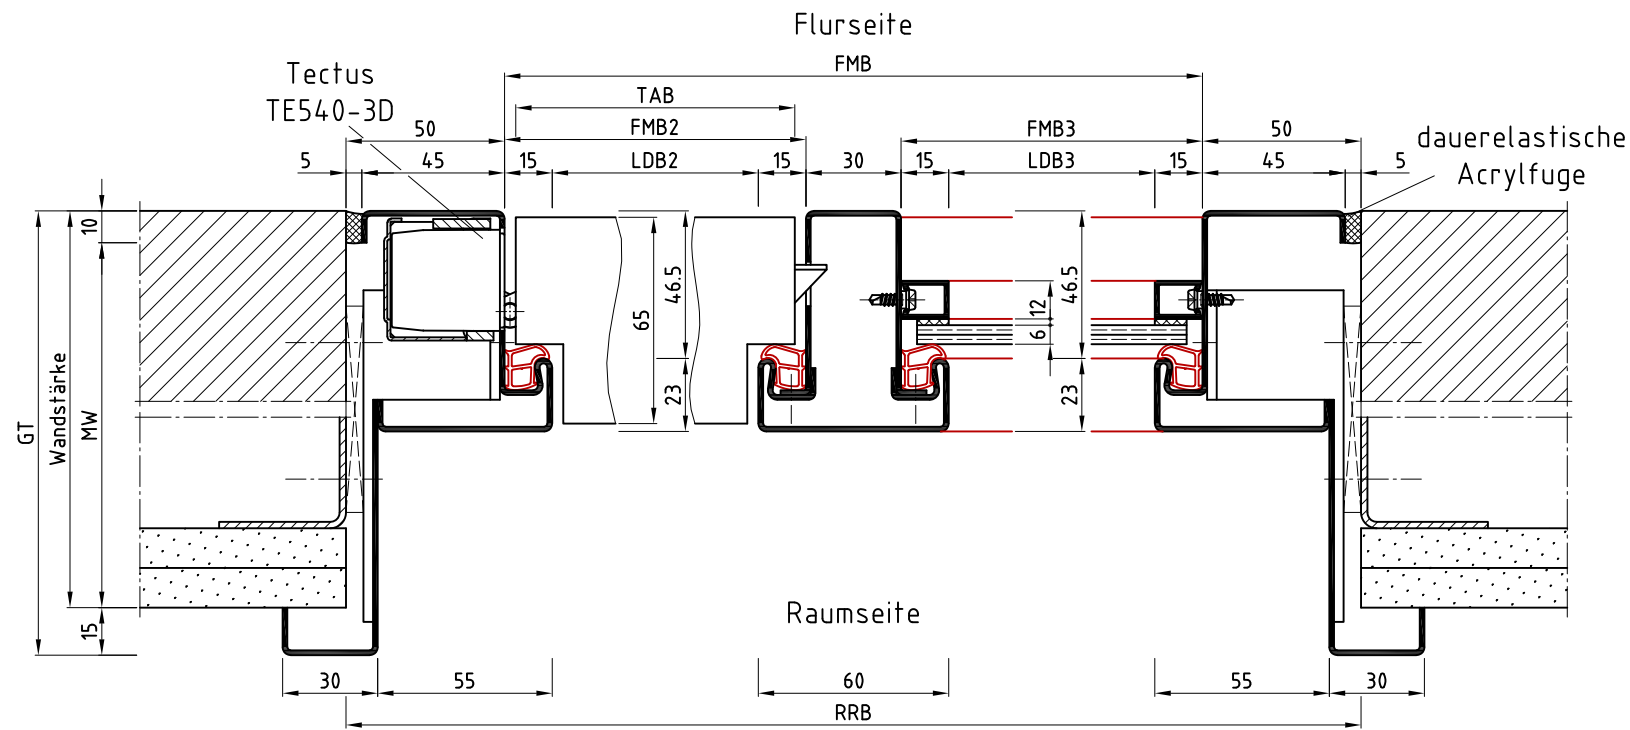 Flurseite
FMB
Tectus
TE540-3D
TAB
50
FMB2
FMB3
50
dauerelastische
Acrylfuge
5
45
15
LDB2
15
30
15
LDB3
15
45
5
10
46.5
65
12
46.5
6
23
23
GT
Wandstärke
MW
15
Raumseite
30
55
60
55
30
RRB